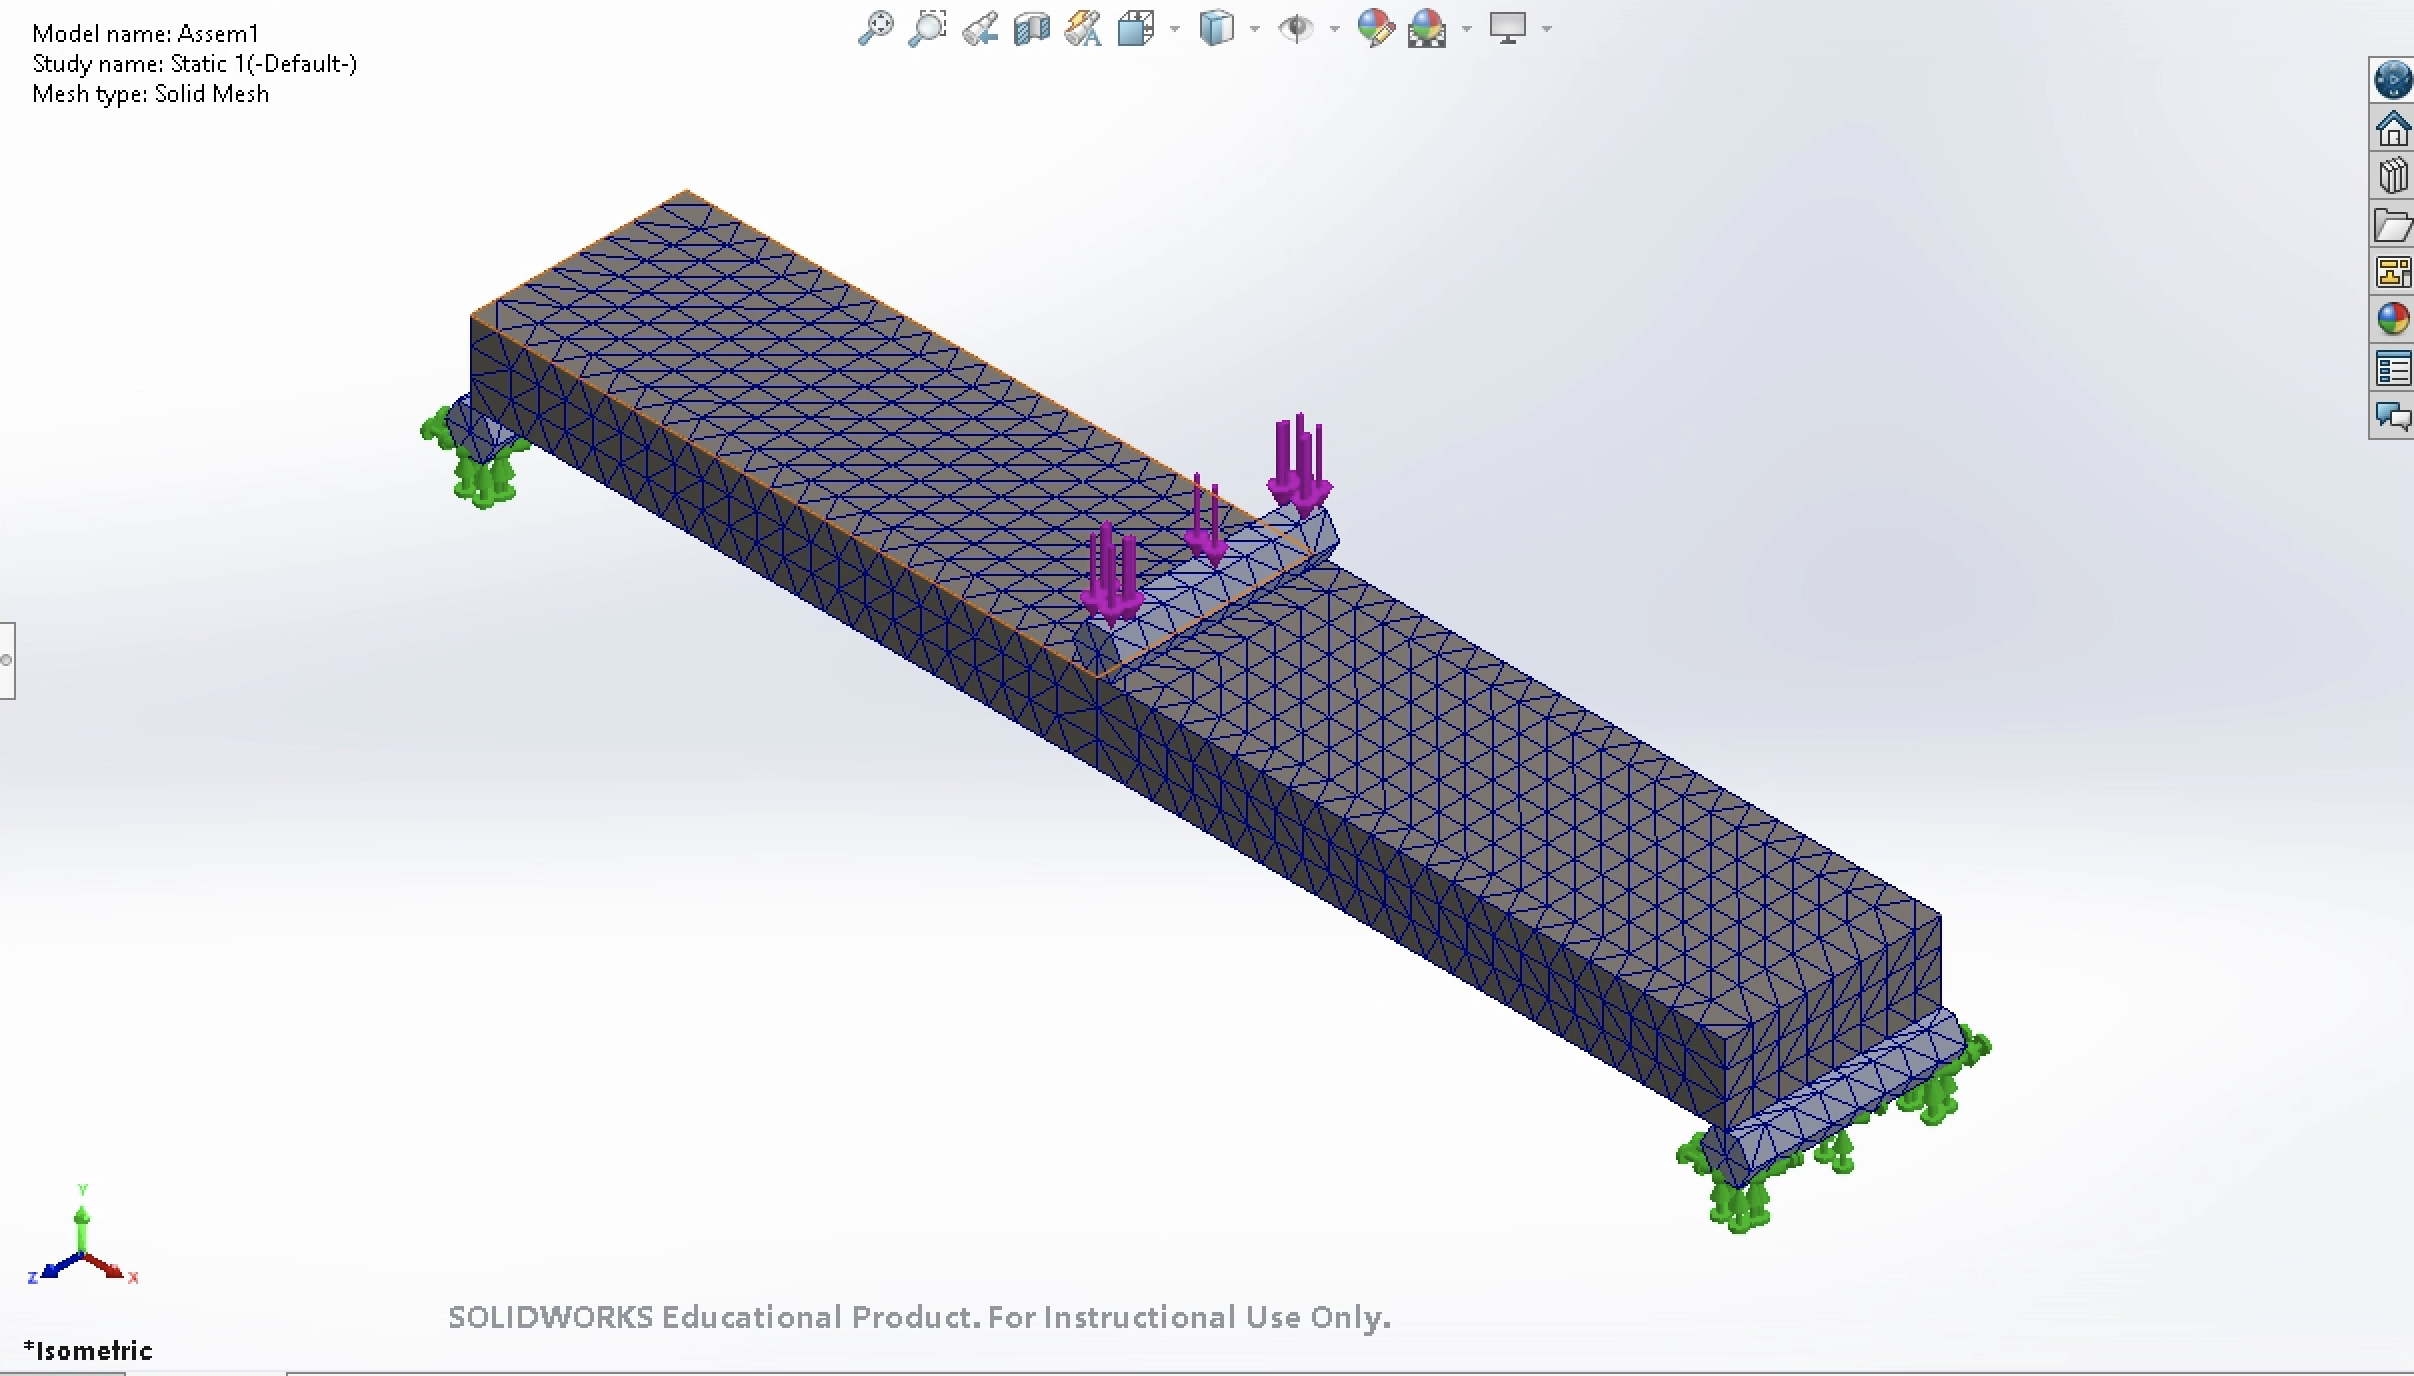 Model name: Assem1
Study name: Static 1(-Default-)
Mesh type: Solid Mesh
Y
Z
X
SOLIDWORKS Educational Product. For Instructional Use Only.
*Isometric